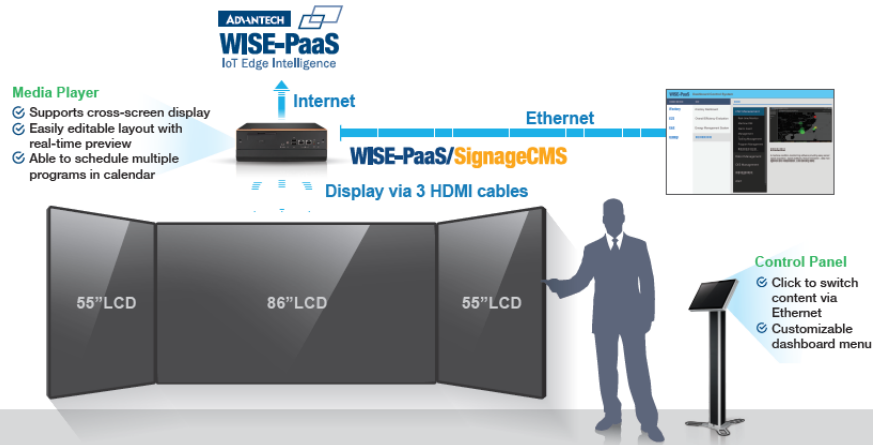 ADVANTECH
WISE-PaaS
IoT Edge Intelligence
Media Player
Supports cross-screen display
Easily editable layout with
real-time preview
Able to schedule multiple
programs in calendar
Internet
Ethernet
WISE-PaaS/SignageCMS
Display via 3 HDMI cables
WISE-PaaS
55”LCD
86”LCD
55”LCD
Control Panel
Click to switch
content via
Ethernet
Customizable
dashboard menu